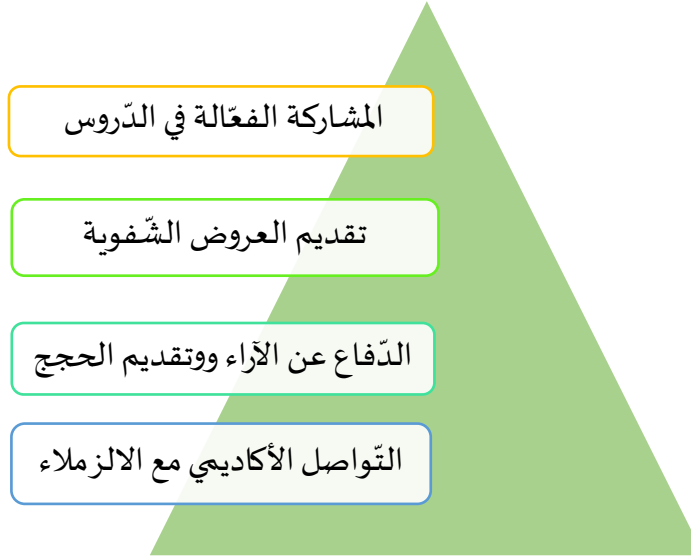 المشاركة الفعّالة في الدّروس
تقديم العروض الشّفوية
الدّفاع عن الآراء ووتقديم الحجج
التّواصل الأكاديمي مع الالزملاء